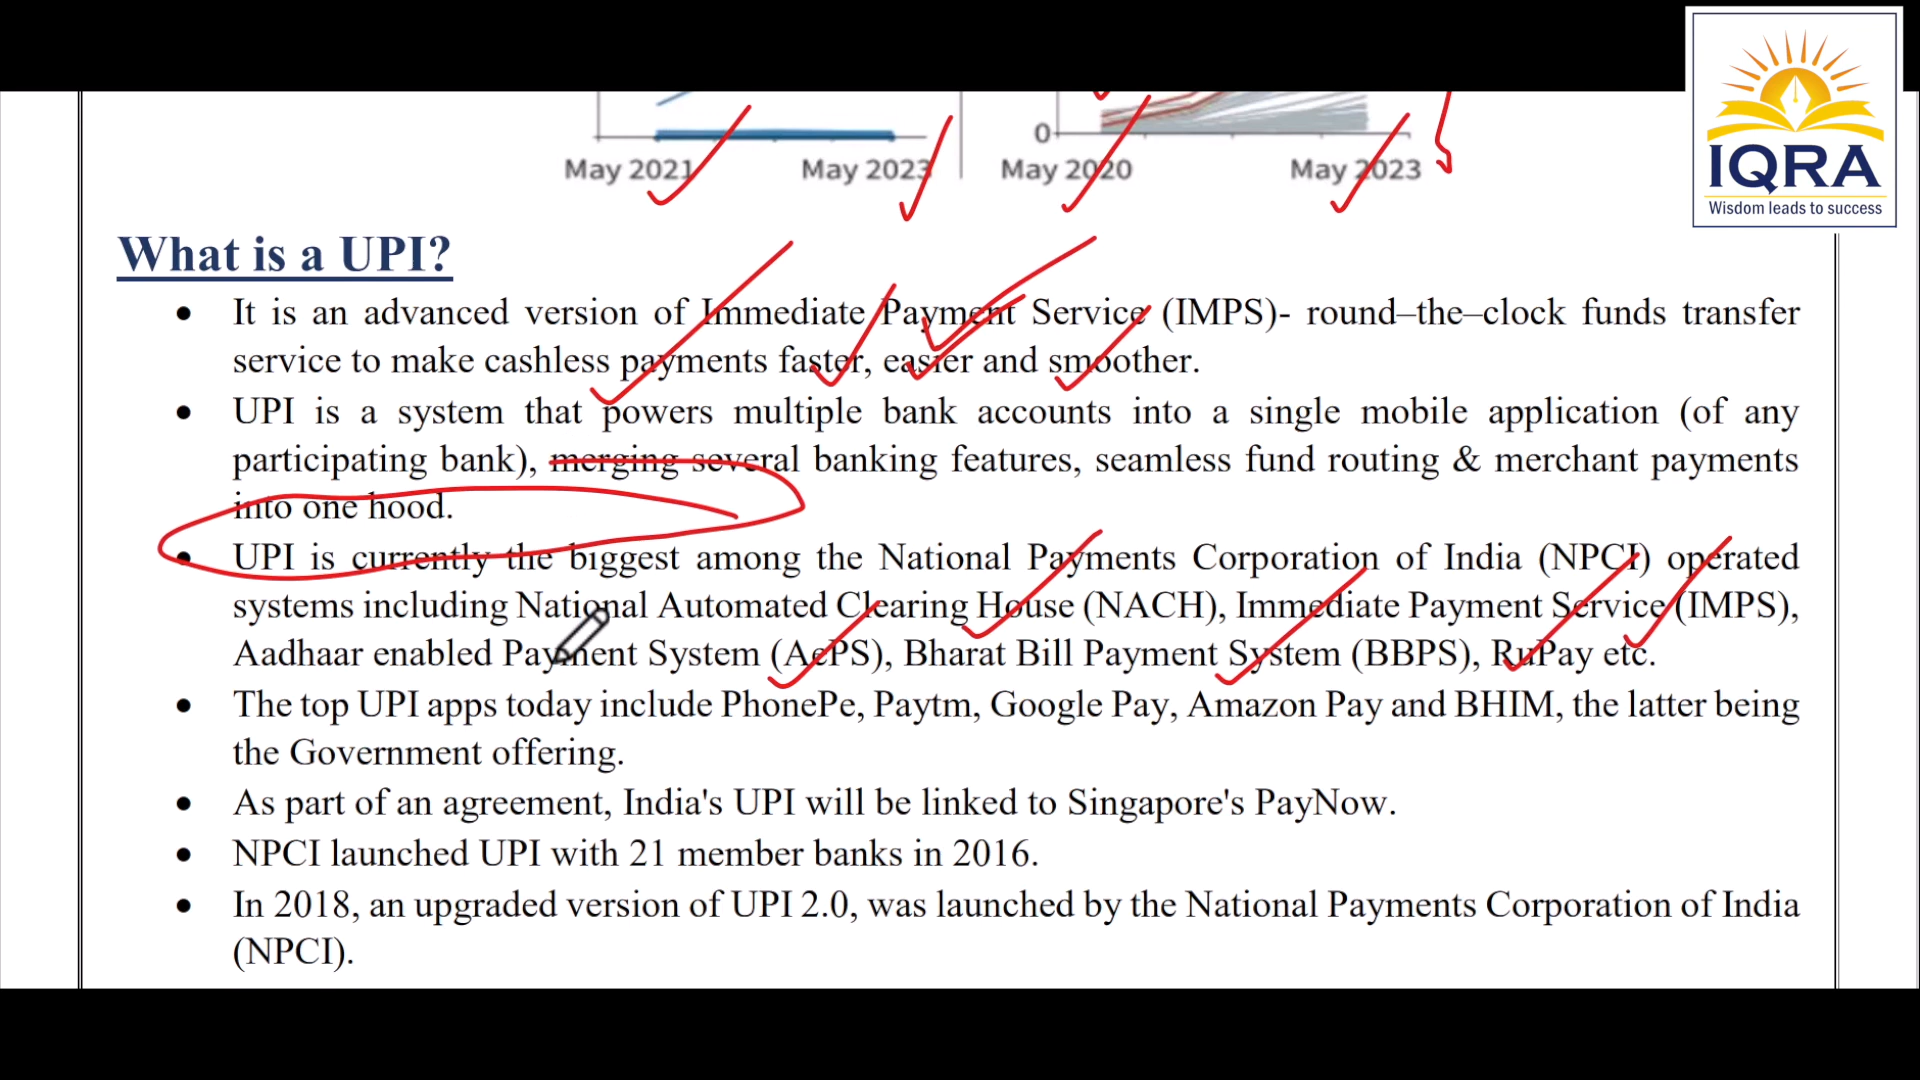 0
May 2021 May 2023 May 2020 May 2023
IQRA
Wisdom leads to success
What is a UPI?
• It is an advanced version of Immediate Payment Service (IMPS)- round–the–clock funds transfer
service to make cashless payments faster, easier and smoother.
• UPI is a system that powers multiple bank accounts into a single mobile application (of any
participating bank), merging several banking features, seamless fund routing & merchant payments
into one hood.
• UPI is currently the biggest among the National Payments Corporation of India (NPCI) operated
systems including National Automated Clearing House (NACH), Immediate Payment Service (IMPS),
Aadhaar enabled Payment System (AePS), Bharat Bill Payment System (BBPS), RuPay etc.
• The top UPI apps today include PhonePe, Paytm, Google Pay, Amazon Pay and BHIM, the latter being
the Government offering.
• As part of an agreement, India's UPI will be linked to Singapore's PayNow.
• NPCI launched UPI with 21 member banks in 2016.
• In 2018, an upgraded version of UPI 2.0, was launched by the National Payments Corporation of India
(NPCI).